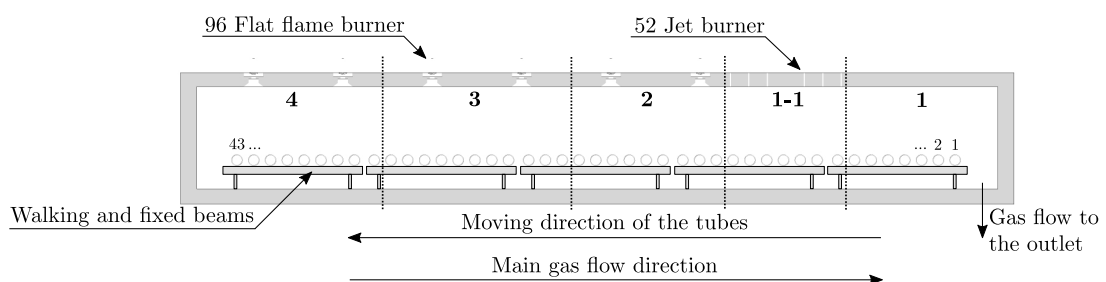 96 Flat flame burner
52 Jet burner
4 3 2 1-1 1
43 ... ... 2 1
Walking and fixed beams
Moving direction of the tubes
Gas flow to
the outlet
Main gas flow direction